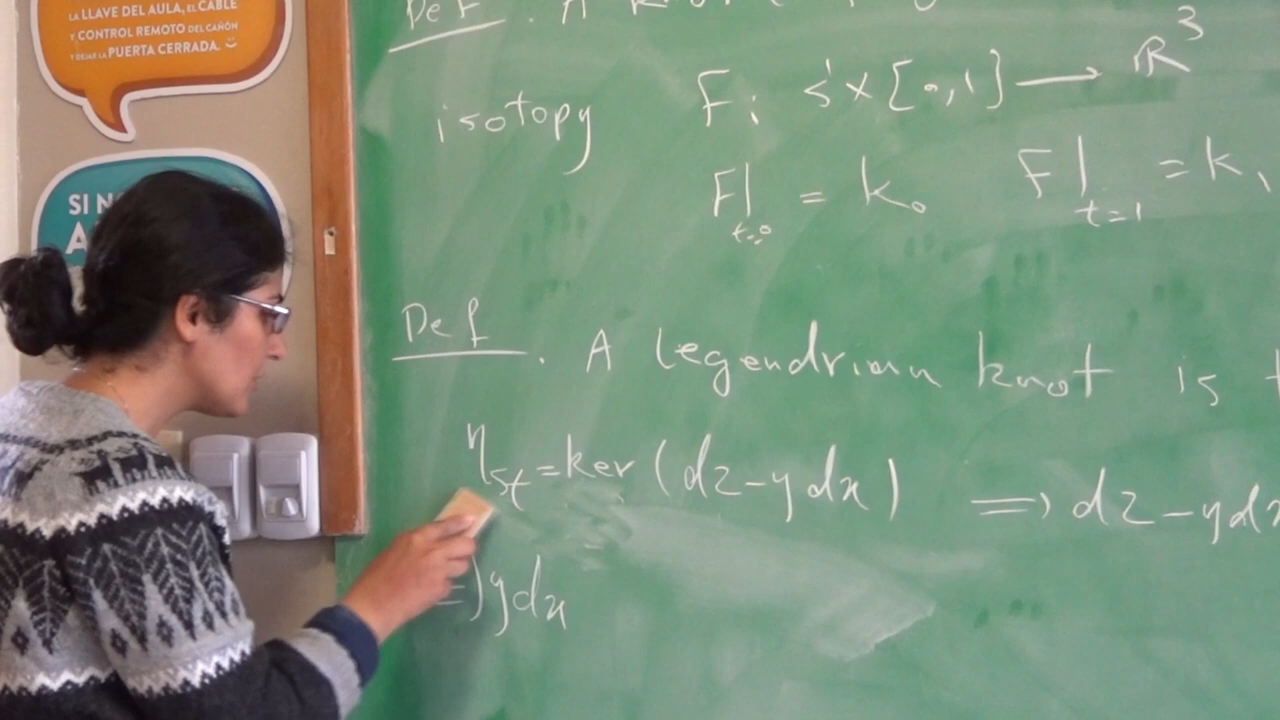 LA LLAVE DEL AULA, EL CABLE
Y CONTROL REMOTO DEL CAÑÓN
Y DEJAR LA PUERTA CERRADA.
SI
Def. A
isotopy F: S¹×[0,1] → ℝ³
F|t=0 = k₀ F|t=1 = k₁
Def. A legendrian knot is
ηst = ker (dz-ydx) ⟹ dz-ydx
=∫ydx